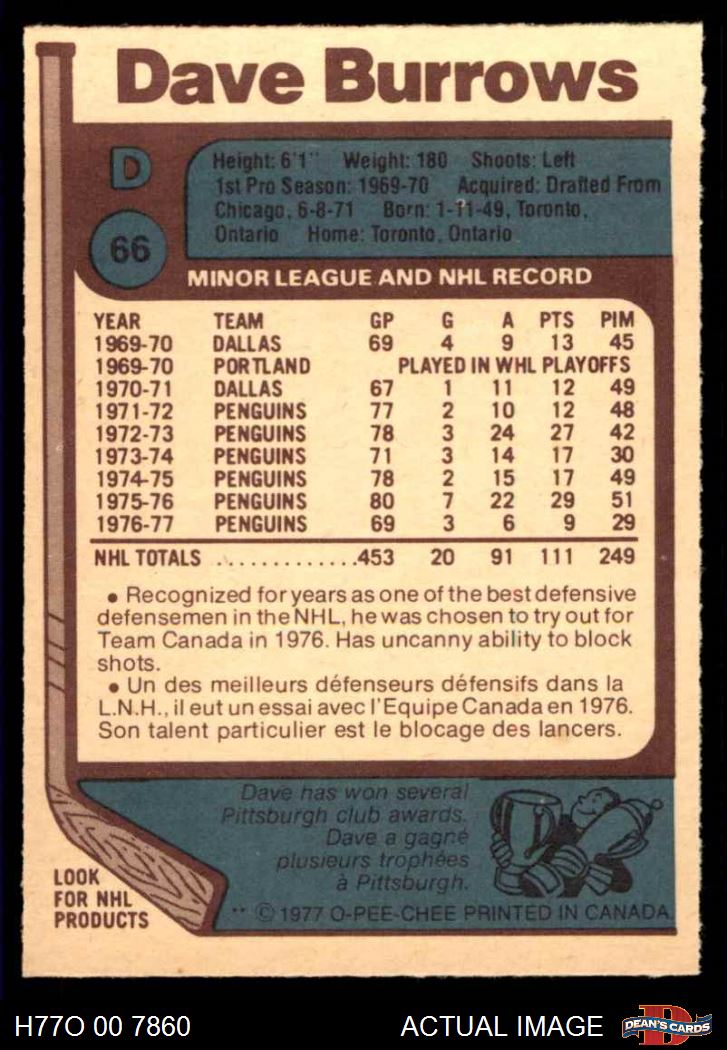 Dave Burrows
D
66
Height: 6'1" Weight: 180 Shoots: Left
1st Pro Season: 1969-70 Acquired: Drafted From
Chicago, 6-8-71 Born: 1-11-49, Toronto,
Ontario Home: Toronto, Ontario
MINOR LEAGUE AND NHL RECORD
YEAR TEAM GP G A PTS PIM
1969-70 DALLAS 69 4 9 13 45
1969-70 PORTLAND PLAYED IN WHL PLAYOFFS
1970-71 DALLAS 67 1 11 12 49
1971-72 PENGUINS 77 2 10 12 48
1972-73 PENGUINS 78 3 24 27 42
1973-74 PENGUINS 71 3 14 17 30
1974-75 PENGUINS 78 2 15 17 49
1975-76 PENGUINS 80 7 22 29 51
1976-77 PENGUINS 69 3 6 9 29
NHL TOTALS ..............453 20 91 111 249
• Recognized for years as one of the best defensive
defensemen in the NHL, he was chosen to try out for
Team Canada in 1976. Has uncanny ability to block
shots.
• Un des meilleurs défenseurs défensifs dans la
L.N.H., il eut un essai avec l'Equipe Canada en 1976.
Son talent particulier est le blocage des lancers.
Dave has won several
Pittsburgh club awards.
Dave a gagné
plusieurs trophées
à Pittsburgh.
LOOK
FOR NHL
PRODUCTS
** © 1977 O-PEE-CHEE PRINTED IN CANADA
H77O 00 7860 ACTUAL IMAGE
D
DEAN'S CARDS